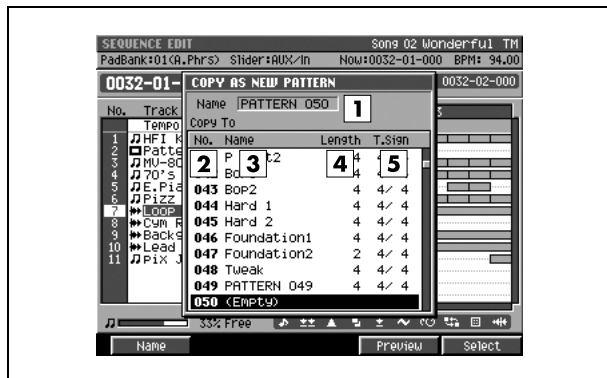 SEQUENCE EDIT Song 02 Wonderful TM
PadBank:01(A.Phrs) Slider:AUX/In Now:0032-01-000 BPM: 94.00
0032-01- 0032-02-000
COPY AS NEW PATTERN
Name PATTERN 050 1
Copy To
No. Track
No. Name Length T.Sign
2 3 4 5
Tempo
1 HFI K
2 Patte
3 MV-80
4 70's
5 E.Pia
6 Pizz
7 Loop
8 Cym R
9 Backg
10 Lead
11 Pix J
043 Bop2 4 4/ 4
044 Hard 1 4 4/ 4
045 Hard 2 4 4/ 4
046 Foundation1 4 4/ 4
047 Foundation2 2 4/ 4
048 Tweak 4 4/ 4
049 PATTERN 049 4 4/ 4
050 (Empty)
33% Free
Name Preview Select